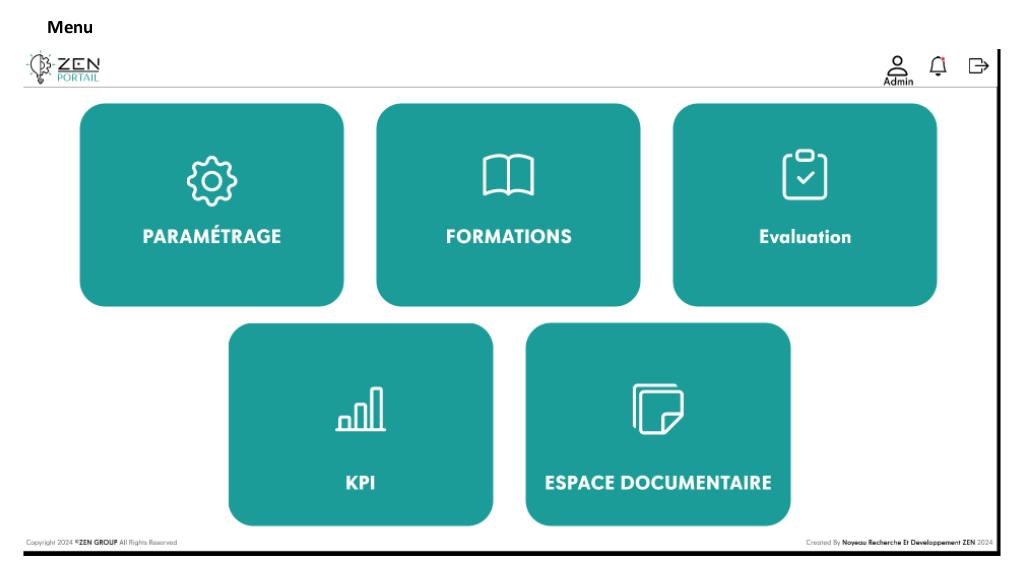 Menu
ZEN
PORTAIL
Admin
PARAMÉTRAGE
FORMATIONS
Evaluation
KPI
ESPACE DOCUMENTAIRE
Copyright 2024 ©ZEN GROUP All Rights Reserved
Created By Noyeau Recherche Et Developpement ZEN 2024